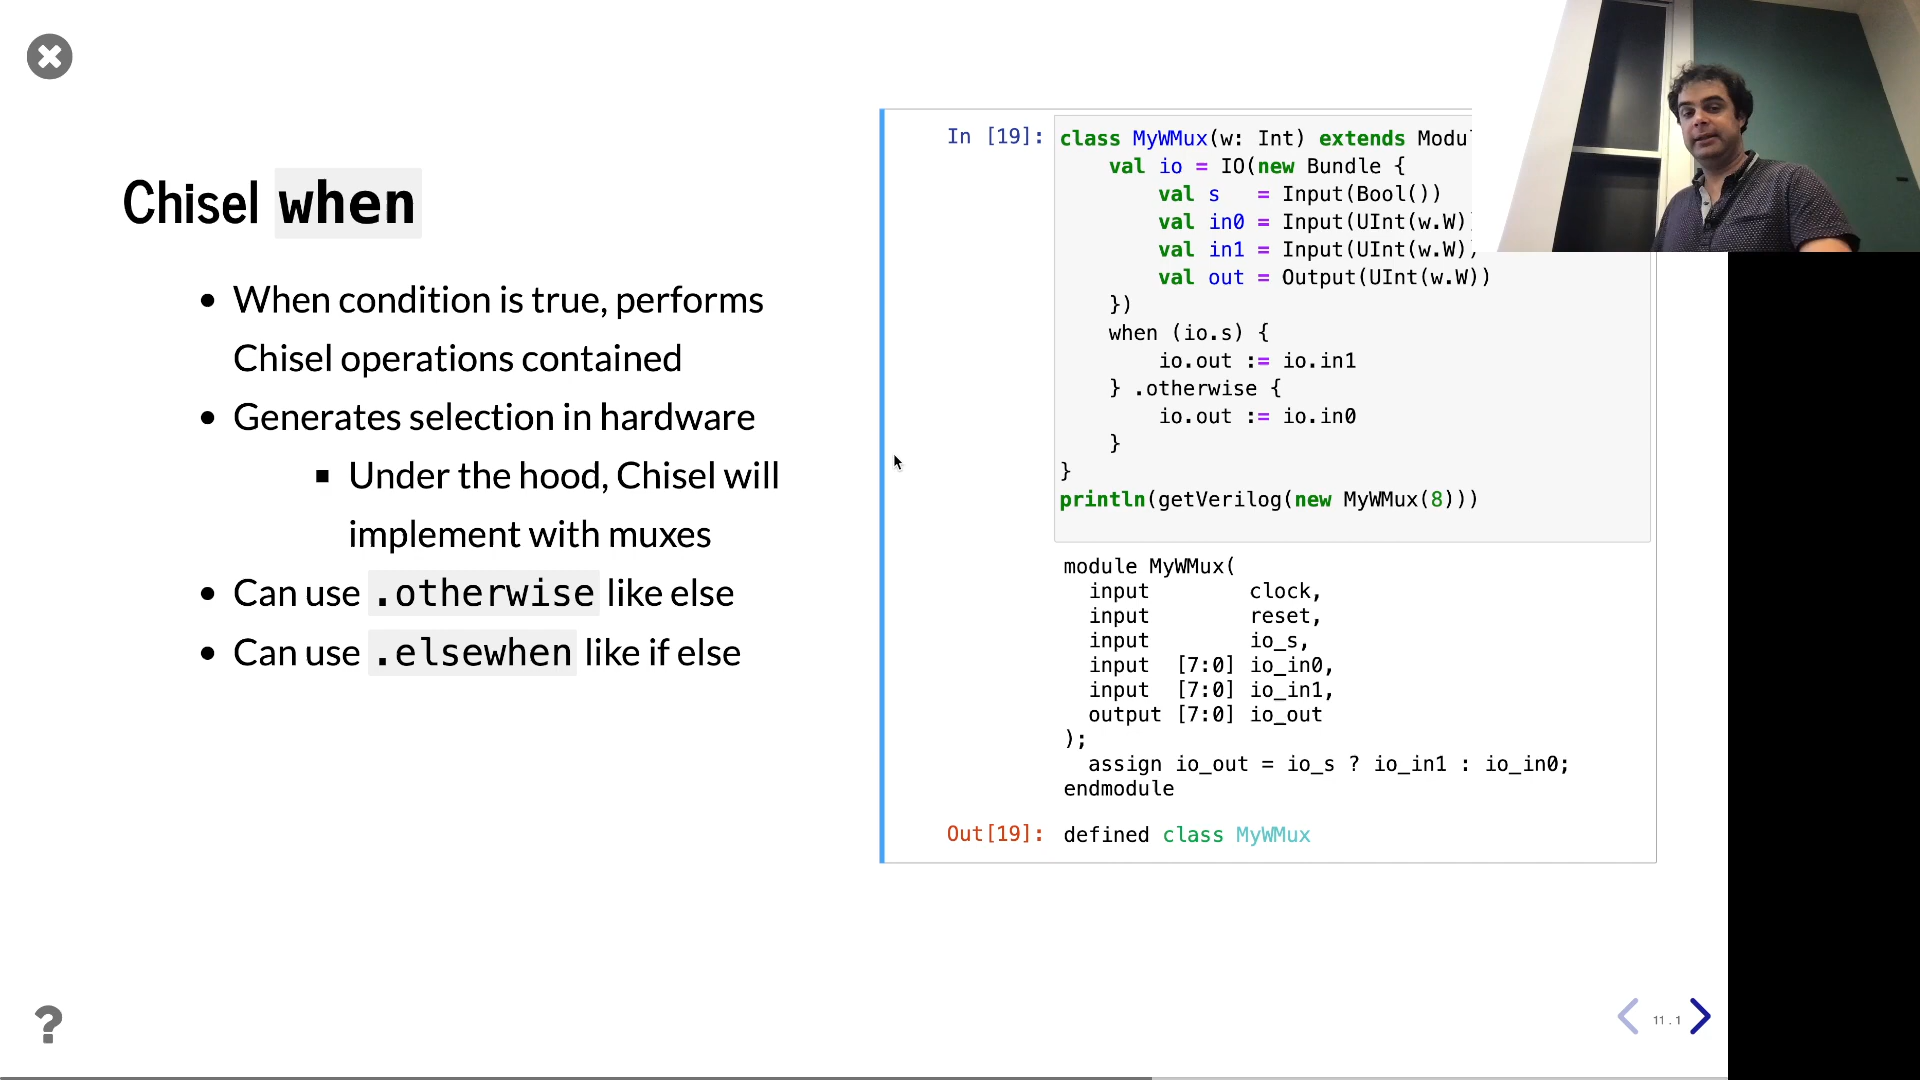 Chisel when
• When condition is true, performs
Chisel operations contained
• Generates selection in hardware
▪ Under the hood, Chisel will
implement with muxes
• Can use .otherwise like else
• Can use .elsewhen like if else
In [19]:
class MyWMux(w: Int) extends Modu
val io = IO(new Bundle {
val s = Input(Bool())
val in0 = Input(UInt(w.W)
val in1 = Input(UInt(w.W),
val out = Output(UInt(w.W))
})
when (io.s) {
io.out := io.in1
} .otherwise {
io.out := io.in0
}
}
println(getVerilog(new MyWMux(8)))
module MyWMux(
input clock,
input reset,
input io_s,
input [7:0] io_in0,
input [7:0] io_in1,
output [7:0] io_out
);
assign io_out = io_s ? io_in1 : io_in0;
endmodule
Out[19]: defined class MyWMux
?
11.1